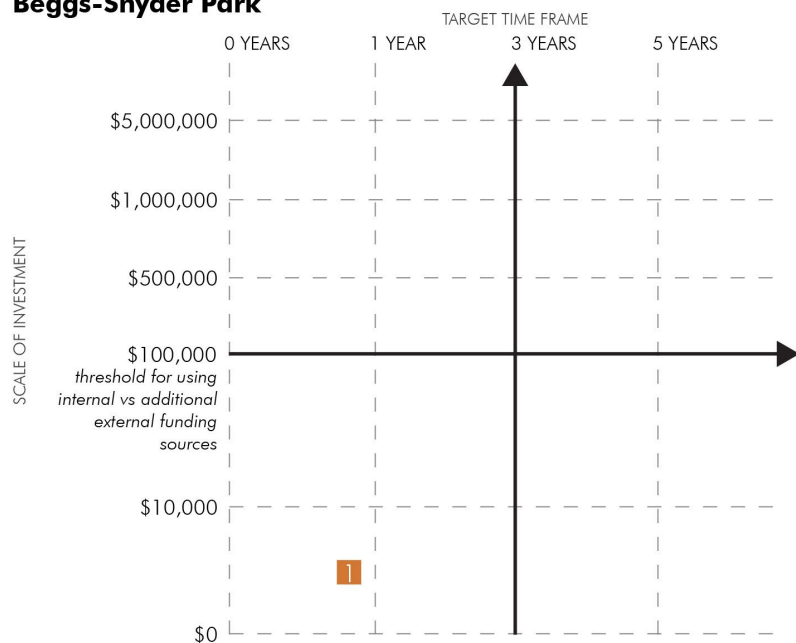 Beggs-Snyder Park
TARGET TIME FRAME
0 YEARS
1 YEAR
3 YEARS
5 YEARS
SCALE OF INVESTMENT
$5,000,000
$1,000,000
$500,000
$100,000
threshold for using
internal vs additional
external funding
sources
$10,000
1
$0